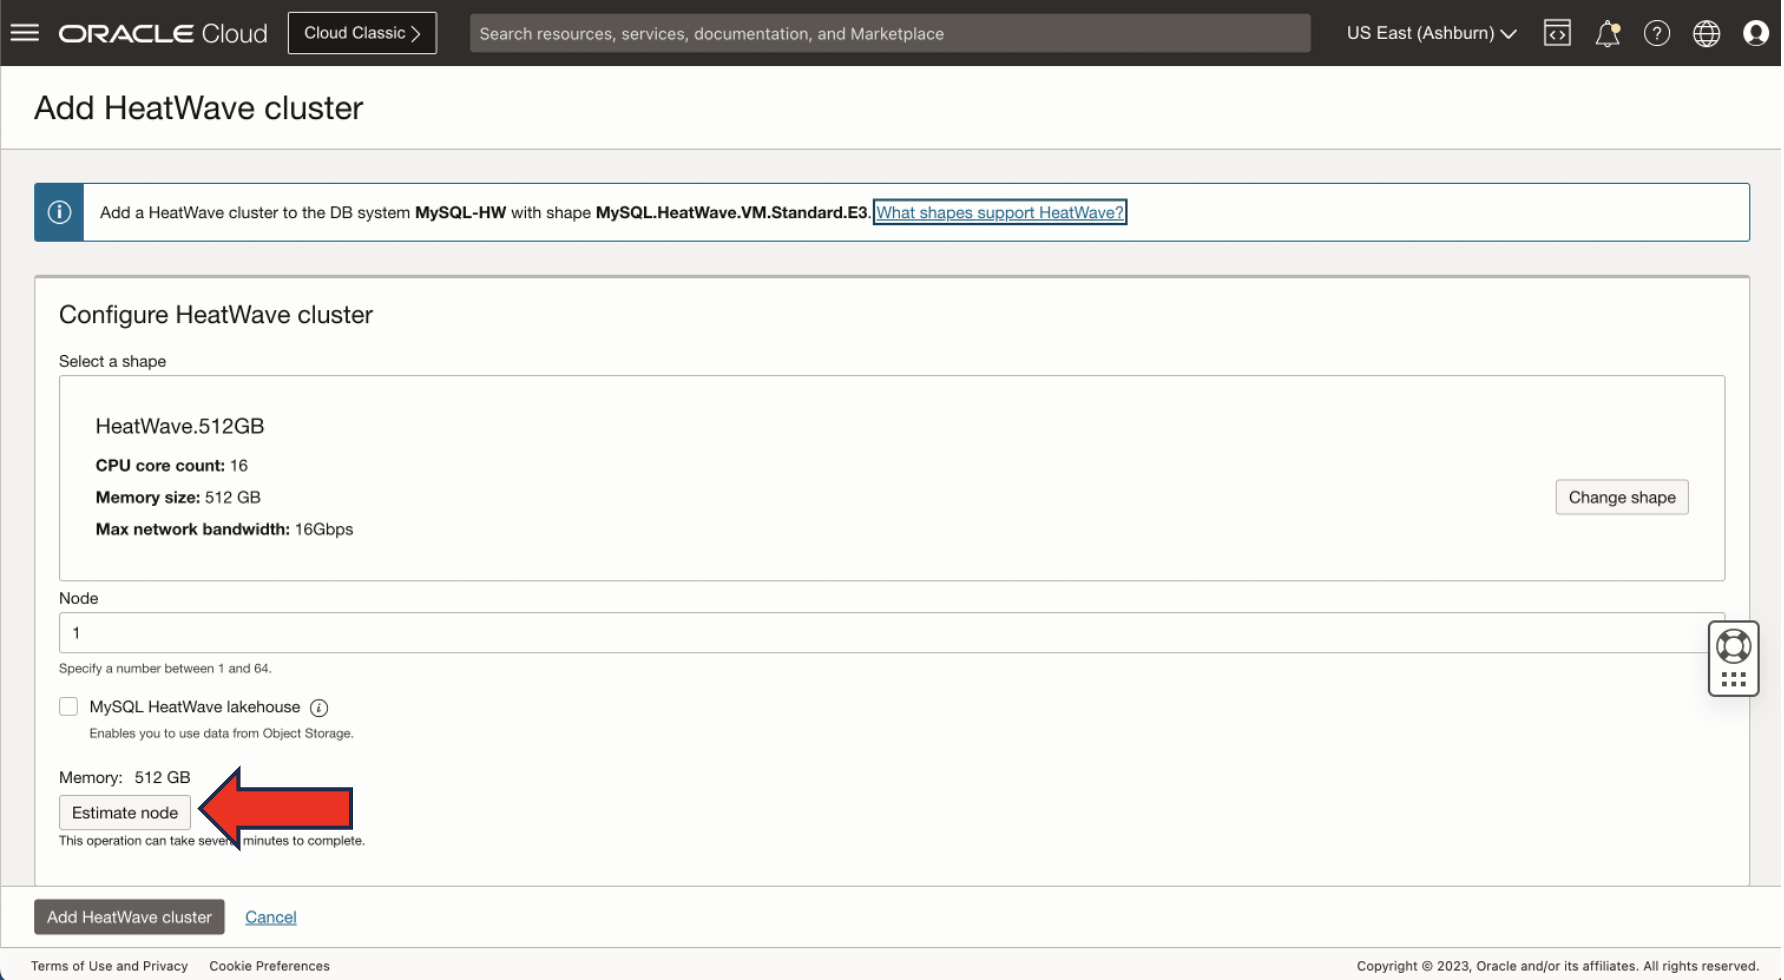 ORACLE Cloud
Cloud Classic
Search resources, services, documentation, and Marketplace
US East (Ashburn)
Add HeatWave cluster
Add a HeatWave cluster to the DB system MySQL-HW with shape MySQL.HeatWave.VM.Standard.E3. What shapes support HeatWave?
Configure HeatWave cluster
Select a shape
HeatWave.512GB
CPU core count: 16
Memory size: 512 GB
Max network bandwidth: 16Gbps
Change shape
Node
1
Specify a number between 1 and 64.
MySQL HeatWave lakehouse
Enables you to use data from Object Storage.
Memory: 512 GB
Estimate node
This operation can take minutes to complete.
Add HeatWave cluster
Cancel
Terms of Use and Privacy
Cookie Preferences
Copyright © 2023, Oracle and/or its affiliates. All rights reserved.